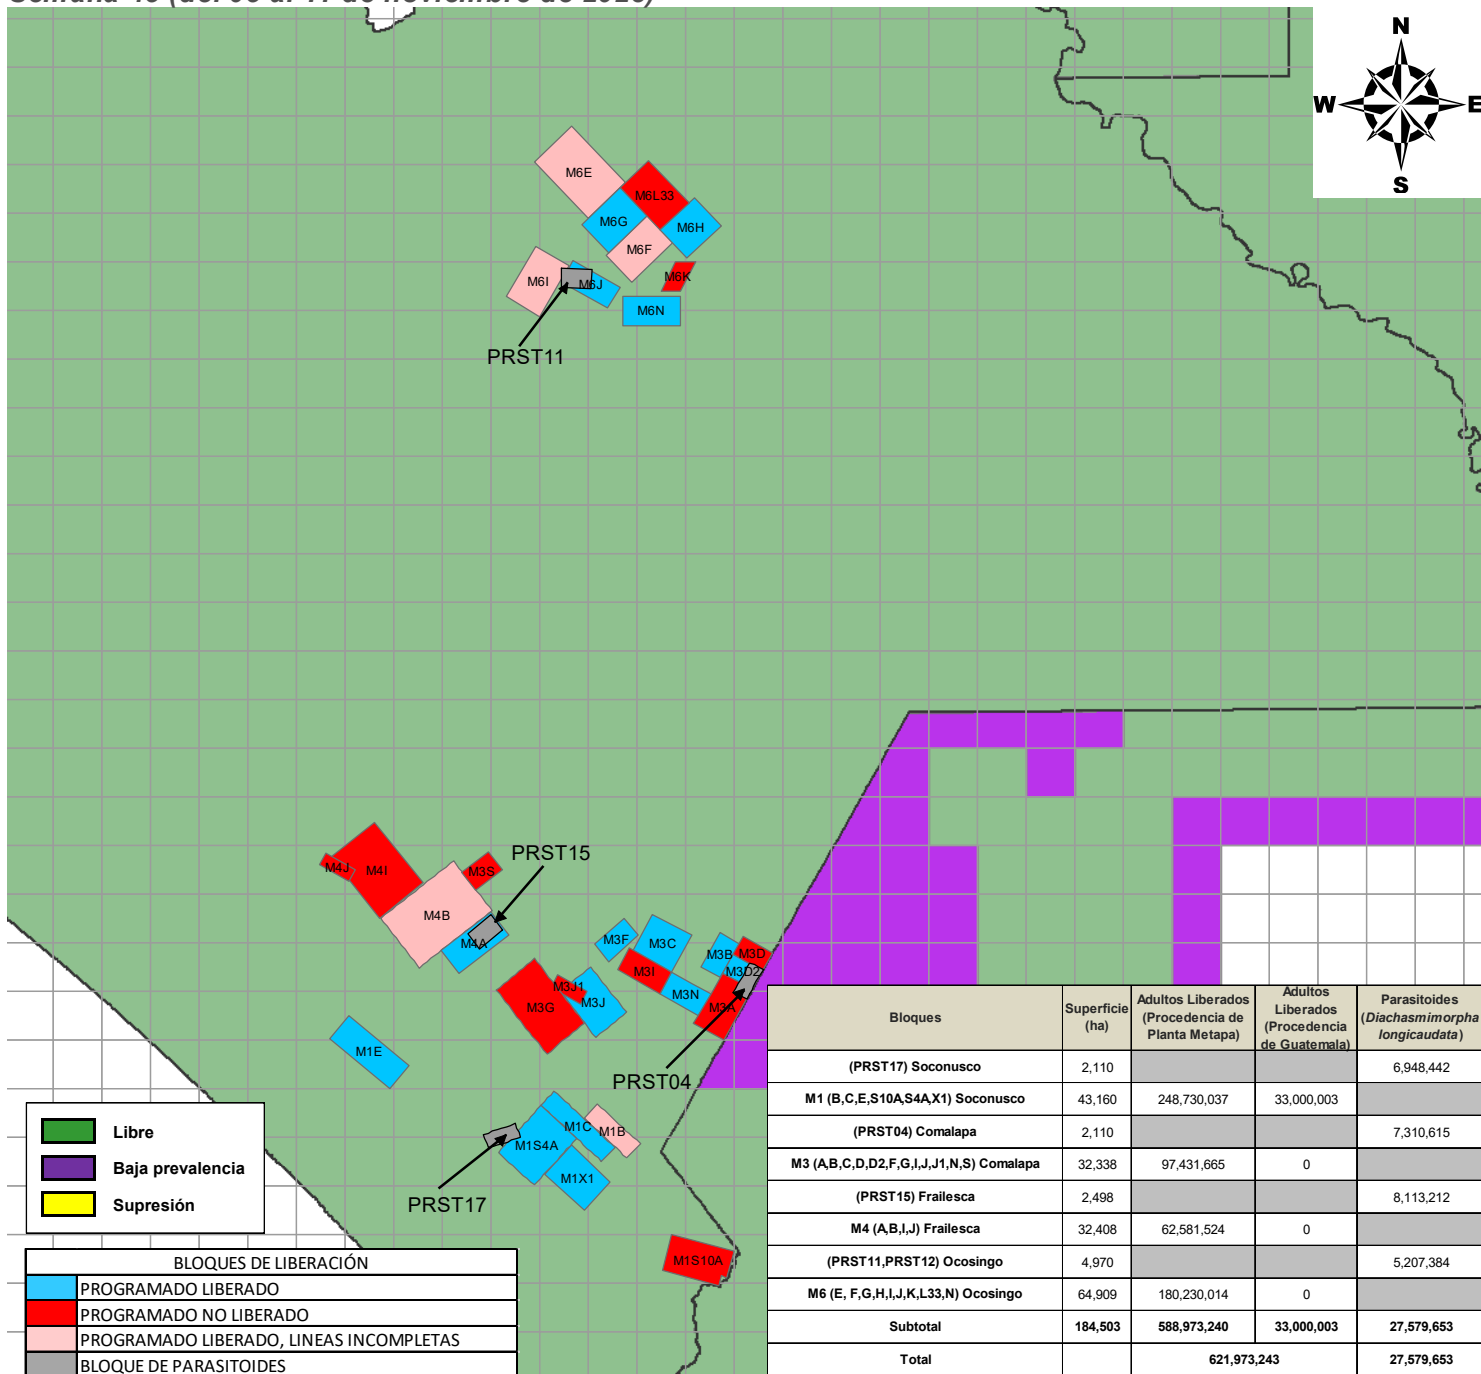 N
W
E
S
M6E
M6L33
M6G
M6H
M6F
M6I
M6J
M6K
M6N
PRST11
PRST15
M4J
M4I
M3S
M4B
M4A
M3F
M3C
M3B
M3D
M3I
M3D2
M3J1
M3N
M3G
M3J
M3A
M1E
PRST04
M1C
M1B
M1S4A
M1X1
PRST17
M1S10A
Libre
Baja prevalencia
Supresión
BLOQUES DE LIBERACIÓN
PROGRAMADO LIBERADO
PROGRAMADO NO LIBERADO
PROGRAMADO LIBERADO, LINEAS INCOMPLETAS
BLOQUE DE PARASITOIDES
Bloques
Superficie
(ha)
Adultos Liberados
(Procedencia de
Planta Metapa)
Adultos
Liberados
(Procedencia
de Guatemala)
Parasitoides
(Diachasmimorpha
longicaudata)
(PRST17) Soconusco 2,110 6,948,442
M1 (B,C,E,S10A,S4A,X1) Soconusco 43,160 248,730,037 33,000,003
(PRST04) Comalapa 2,110 7,310,615
M3 (A,B,C,D,D2,F,G,I,J,J1,N,S) Comalapa 32,338 97,431,665 0
(PRST15) Frailesca 2,498 8,113,212
M4 (A,B,I,J) Frailesca 32,408 62,581,524 0
(PRST11,PRST12) Ocosingo 4,970 5,207,384
M6 (E, F,G,H,I,J,K,L33,N) Ocosingo 64,909 180,230,014 0
Subtotal 184,503 588,973,240 33,000,003 27,579,653
Total 621,973,243 27,579,653